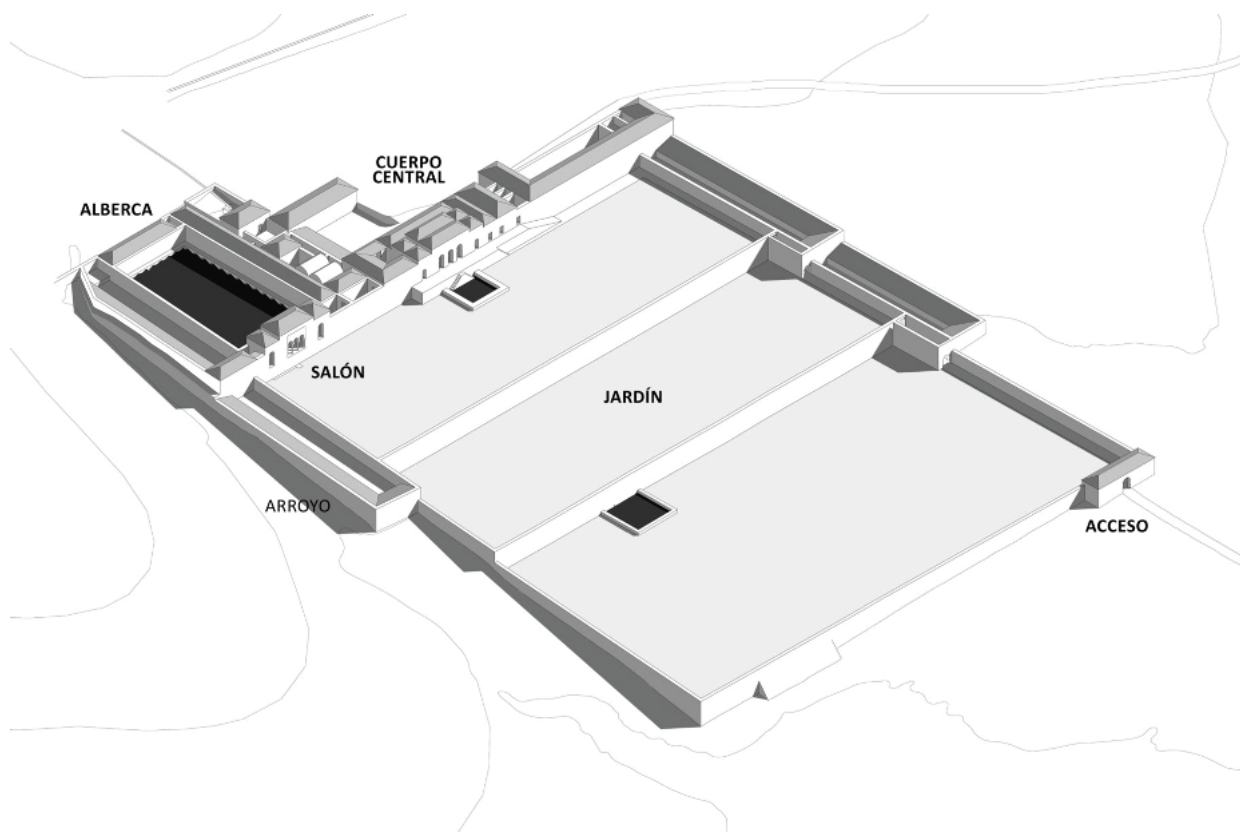 CUERPO
CENTRAL
ALBERCA
SALÓN
JARDÍN
ARROYO
ACCESO